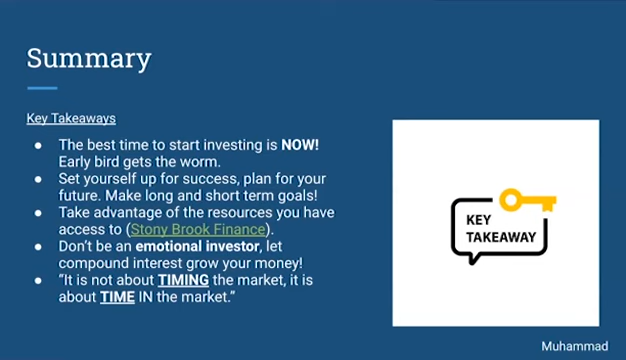 Summary
Key Takeaways
● The best time to start investing is NOW!
Early bird gets the worm.
● Set yourself up for success, plan for your
future. Make long and short term goals!
● Take advantage of the resources you have
access to (Stony Brook Finance).
● Don't be an emotional investor, let
compound interest grow your money!
● “It is not about TIMING the market, it is
about TIME IN the market.”
KEY
TAKEAWAY
Muhammad